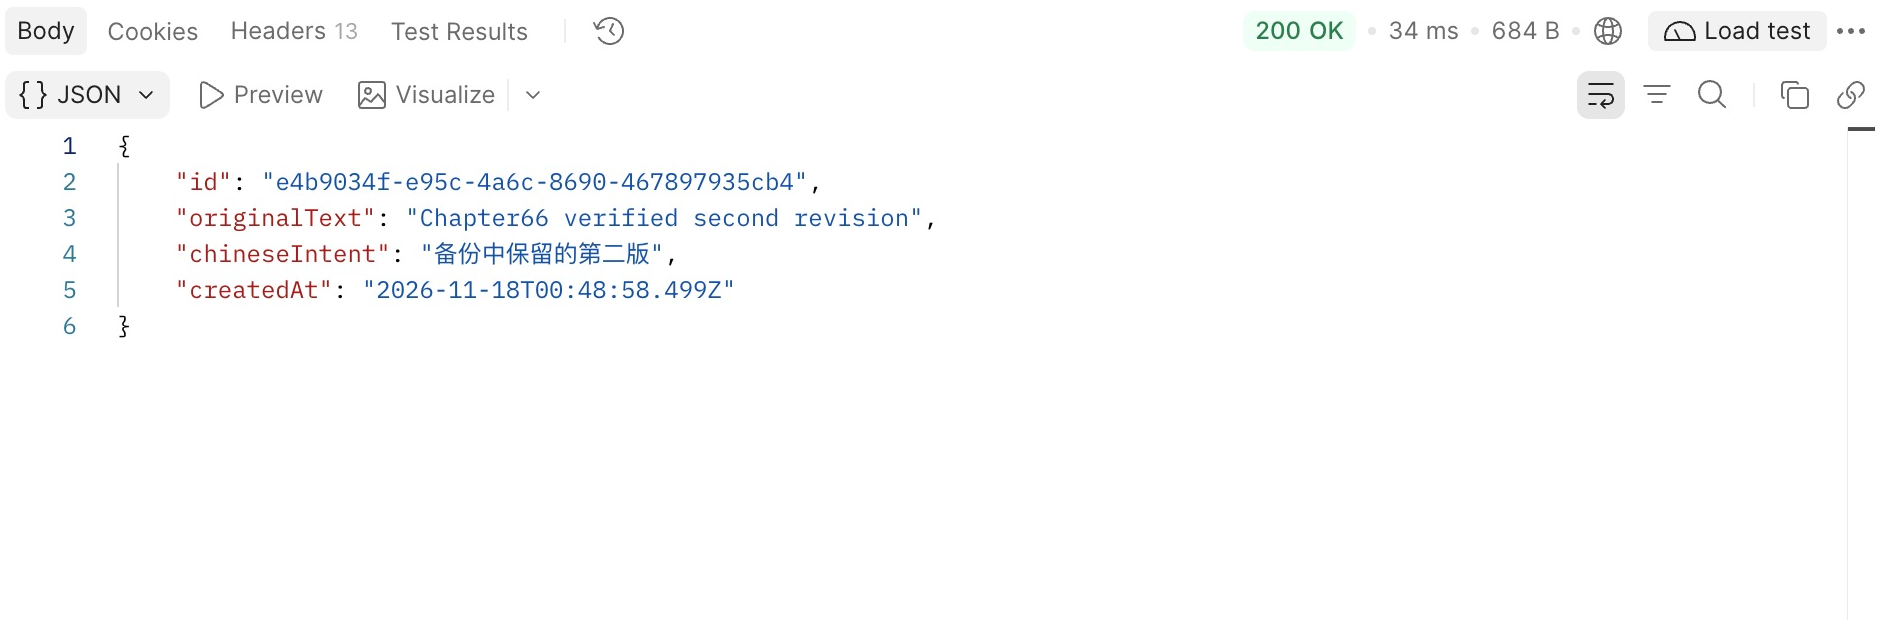 Body Cookies Headers 13 Test Results 200 OK 34 ms 684 B Load test
{ } JSON Preview Visualize
1 {
2 "id": "e4b9034f-e95c-4a6c-8690-467897935cb4",
3 "originalText": "Chapter66 verified second revision",
4 "chineseIntent": "备份中保留的第二版",
5 "createdAt": "2026-11-18T00:48:58.499Z"
6 }